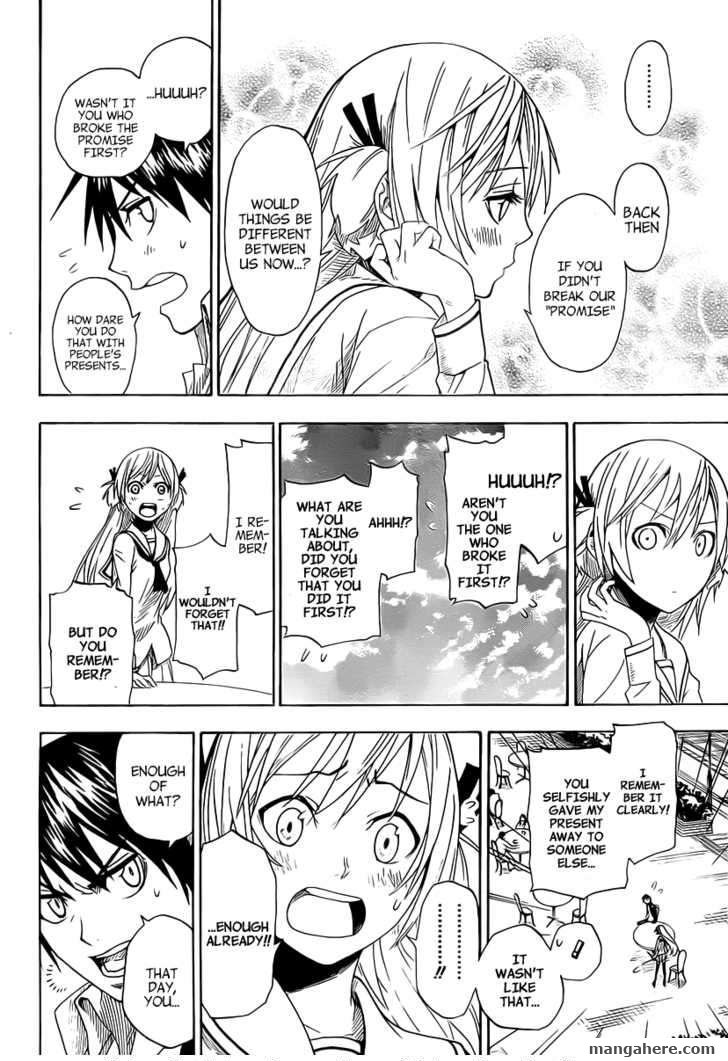 .........
BACK
THEN
IF YOU
DIDN'T
BREAK OUR
"PROMISE"
WOULD
THINGS BE
DIFFERENT
BETWEEN
US NOW...?
...HUUUH?
WASN'T IT
YOU WHO
BROKE THE
PROMISE
FIRST?
HOW DARE
YOU DO
THAT WITH
PEOPLE'S
PRESENTS...
HUUUH!?
AREN'T
YOU
THE ONE
WHO
BROKE
IT
FIRST!?
AHHH!?
WHAT ARE
YOU
TALKING
ABOUT,
DID YOU
FORGET
THAT YOU
DID IT
FIRST!?
I RE-
MEM-
BER!
I
WOULDN'T
FORGET
THAT!!
BUT DO
YOU
REMEM-
BER!?
I
REMEM-
BER IT
CLEARLY!
YOU
SELFISHLY
GAVE MY
PRESENT
AWAY TO
SOMEONE
ELSE...
!
IT
WASN'T
LIKE
THAT...
.........!!
...ENOUGH
ALREADY!!
ENOUGH
OF
WHAT?
THAT
DAY,
YOU...
mangahere.com